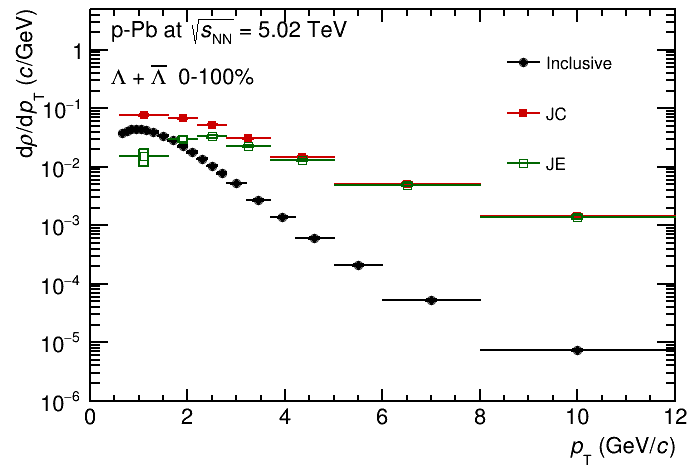 p-Pb at √s_NN = 5.02 TeV
Λ + Λ̅ 0-100%
Inclusive
JC
JE
dρ/dp_T (c/GeV)
1
10⁻¹
10⁻²
10⁻³
10⁻⁴
10⁻⁵
10⁻⁶
0 2 4 6 8 10 12
p_T (GeV/c)